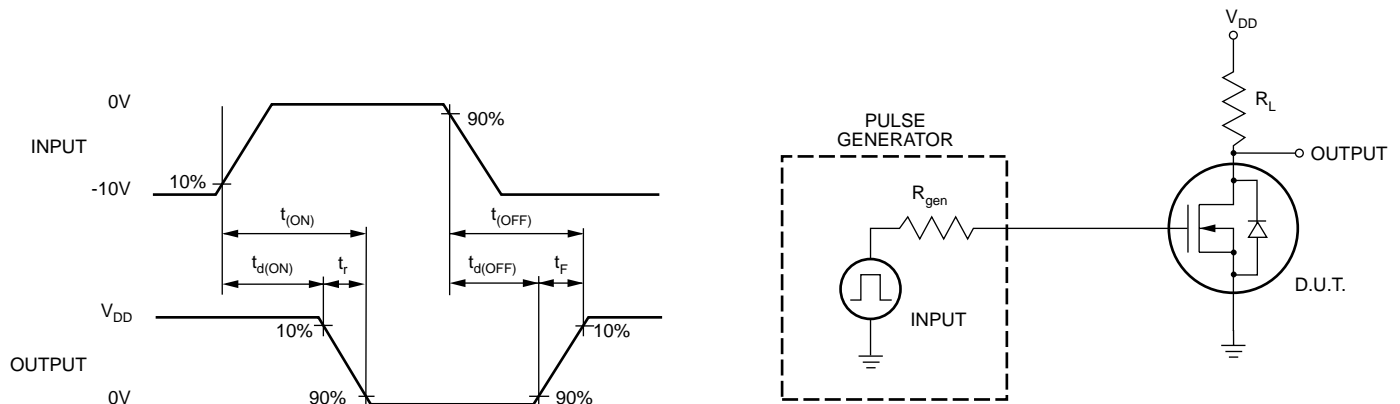 0V
INPUT
-10V
10%
90%
t(ON)
t(OFF)
td(ON)
tr
td(OFF)
tF
VDD
10%
10%
OUTPUT
0V
90%
90%
VDD
RL
PULSE
GENERATOR
OUTPUT
Rgen
D.U.T.
INPUT